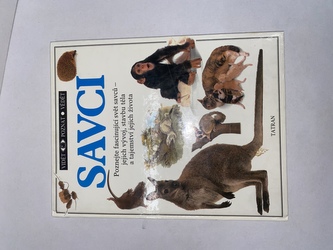 VIDĚT ● POZNAT ● VĚDĚT
SAVCI
Poznejte fascinující svět savců –
jejich vývoj, stavbu těla
a tajemství jejich života
TATRAN